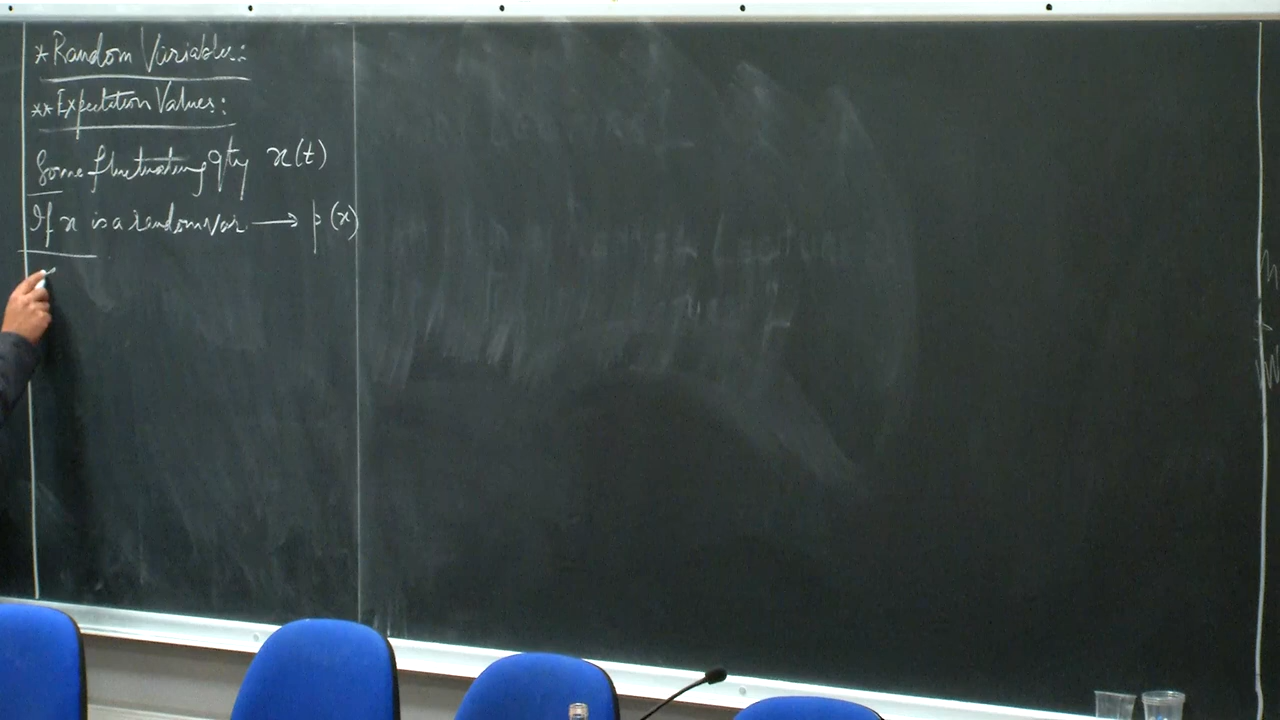 * Random Variables:
** Expectation Values:
Some fluctuating qty x(t)
If x is a random var. → p(x)